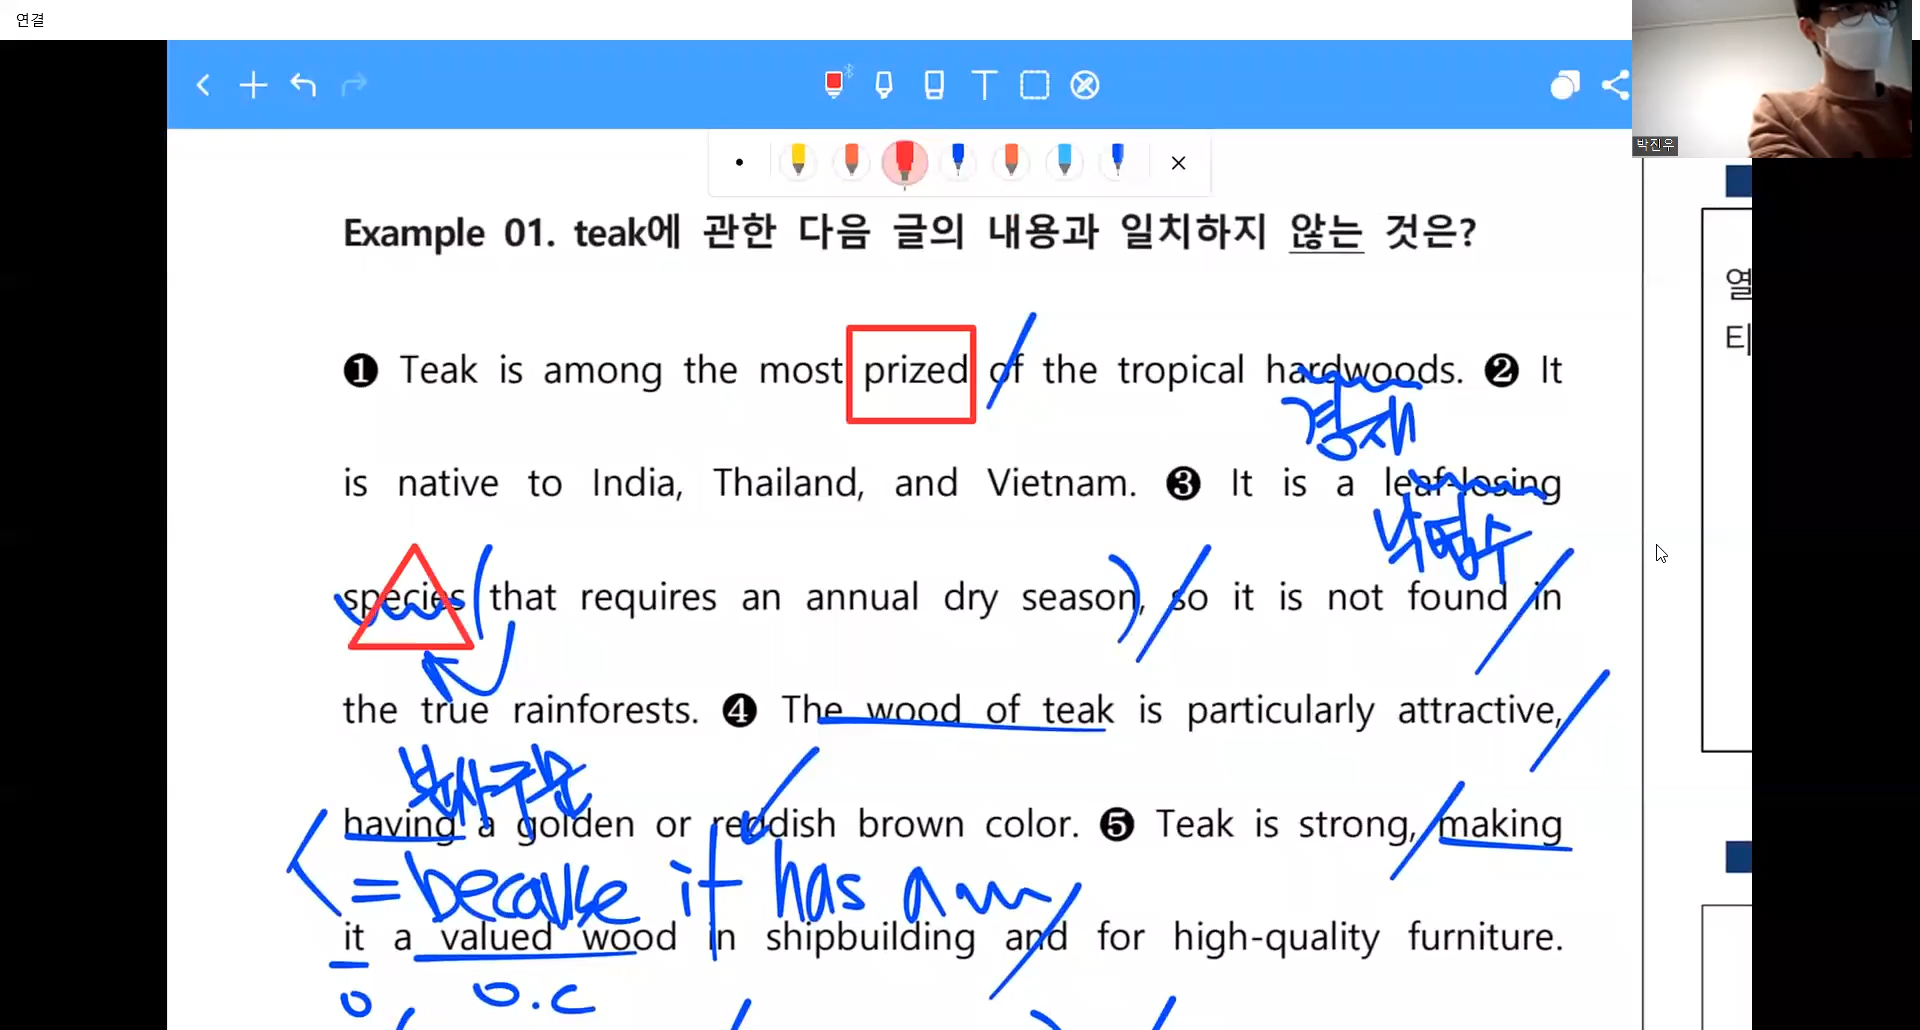 연결
박진우
Example 01. teak에 관한 다음 글의 내용과 일치하지 않는 것은?
❶ Teak is among the most prized of the tropical hardwoods. ❷ It
경재
is native to India, Thailand, and Vietnam. ❸ It is a leaf-losing
낙엽수
species that requires an annual dry season, so it is not found in
the true rainforests. ❹ The wood of teak is particularly attractive,
분사구문
having a golden or reddish brown color. ❺ Teak is strong, making
= because it has a
it a valued wood in shipbuilding and for high-quality furniture.
o o.c
열
티